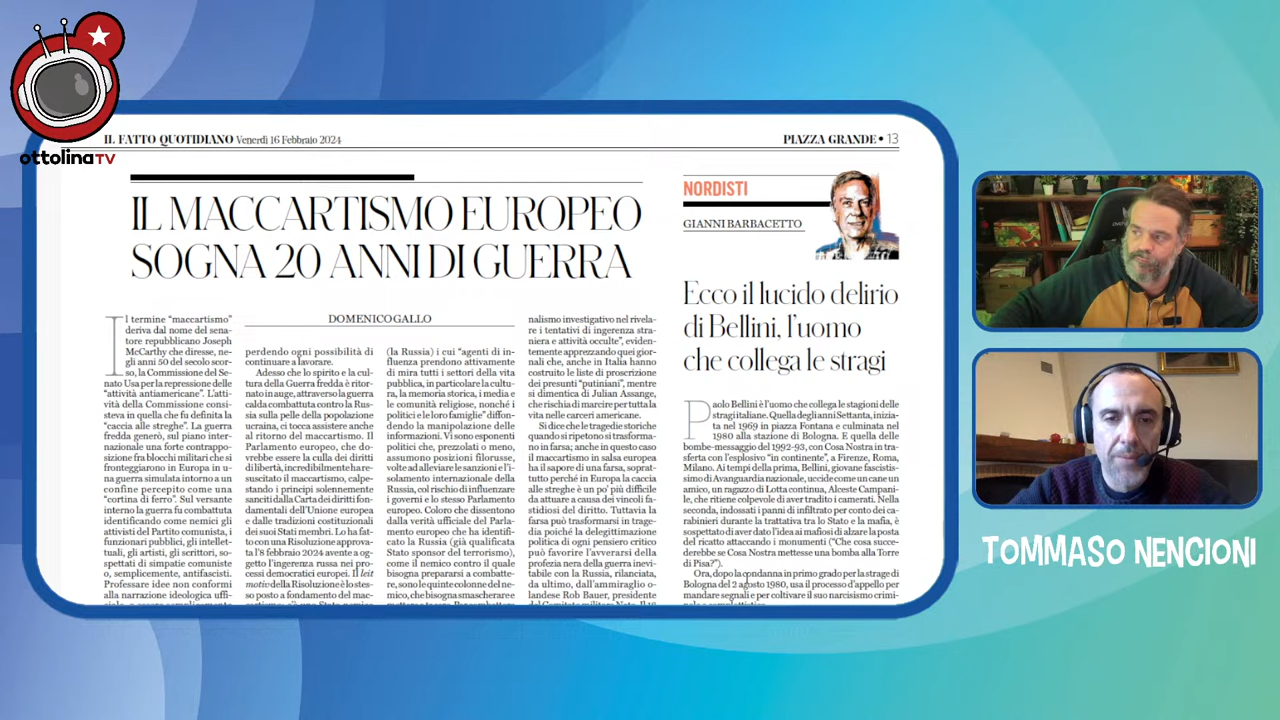 ottolinaTV
IL FATTO QUOTIDIANO Venerdì 16 Febbraio 2024
PIAZZA GRANDE • 13
IL MACCARTISMO EUROPEO
SOGNA 20 ANNI DI GUERRA
DOMENICO GALLO
Il termine “maccartismo”
deriva dal nome del sena-
tore repubblicano Joseph
McCarthy che diresse, ne-
gli anni 50 del secolo scor-
so, la Commissione del Se-
nato Usa per la repressione delle
“attività antiamericane”. L’atti-
vità della Commissione consi-
steva in quella che fu definita la
“caccia alle streghe”. La guerra
fredda generò, sul piano inter-
nazionale una forte contrappo-
sizione fra blocchi militari che si
fronteggiarono in Europa in u-
na guerra simulata intorno a un
confine percepito come una
“cortina di ferro”. Sul versante
interno la guerra fu combattuta
identificando come nemici gli
attivisti del Partito comunista, i
funzionari pubblici, gli intellet-
tuali, gli artisti, gli scrittori, so-
spettati di simpatie comuniste
o, semplicemente, antifascisti.
Professare idee non conformi
alla narrazione ideologica uffi-
perdendo ogni possibilità di
continuare a lavorare.
Adesso che lo spirito e la cul-
tura della Guerra fredda è ritor-
nato in auge, attraverso la guerra
calda combattuta contro la Rus-
sia sulla pelle della popolazione
ucraina, ci tocca assistere anche
al ritorno del maccartismo. Il
Parlamento europeo, che do-
vrebbe essere la culla dei diritti
di libertà, incredibilmente ha re-
suscitato il maccartismo, calpe-
stando i principi solennemente
sanciti dalla Carta dei diritti fon-
damentali dell’Unione europea
e dalle tradizioni costituzionali
dei suoi Stati membri. Lo ha fat-
to con una Risoluzione approva-
ta l’8 febbraio 2024 avente a og-
getto l’ingerenza russa nei pro-
cessi democratici europei. Il leit
motiv della Risoluzione è lo stes-
so posto a fondamento del mac-
(la Russia) i cui “agenti di in-
fluenza prendono attivamente
di mira tutti i settori della vita
pubblica, in particolare la cultu-
ra, la memoria storica, i media e
le comunità religiose, nonché i
politici e le loro famiglie” diffon-
dendo la manipolazione delle
informazioni. Vi sono esponenti
politici che, prezzolati o meno,
assumono posizioni filorusse,
volte ad alleviare le sanzioni e l’i-
solamento internazionale della
Russia, col rischio di influenzare
i governi e lo stesso Parlamento
europeo. Coloro che dissentono
dalla verità ufficiale del Parla-
mento europeo che ha identifi-
cato la Russia (già qualificata
Stato sponsor del terrorismo),
come il nemico contro il quale
bisogna prepararsi a combatte-
re, sono le quinte colonne del ne-
mico, che bisogna smascherare e
nalismo investigativo nel rivela-
re i tentativi di ingerenza stra-
niera e attività occulte”, eviden-
temente apprezzando quei gior-
nali che, anche in Italia hanno
costruito le liste di proscrizione
dei presunti “putiniani”, mentre
si dimentica di Julian Assange,
che rischia di marcire per tutta la
vita nelle carceri americane.
Si dice che le tragedie storiche
quando si ripetono si trasforma-
no in farsa; anche in questo caso
il maccartismo in salsa europea
ha il sapore di una farsa, soprat-
tutto perché in Europa la caccia
alle streghe è un po’ più difficile
da attuare a causa dei vincoli fa-
stidiosi del diritto. Tuttavia la
farsa può trasformarsi in trage-
dia poiché la delegittimazione
politica di ogni pensiero critico
può favorire l’avverarsi della
profezia nera della guerra inevi-
tabile con la Russia, rilanciata,
da ultimo, dall’ammiraglio o-
landese Rob Bauer, presidente
NORDISTI
GIANNI BARBACETTO
Ecco il lucido delirio
di Bellini, l’uomo
che collega le stragi
Paolo Bellini è l’uomo che collega le stagioni delle
stragi italiane. Quella degli anni Settanta, inizia-
ta nel 1969 in piazza Fontana e culminata nel
1980 alla stazione di Bologna. E quella delle
bombe-messaggio del 1992-93, con Cosa Nostra in tra-
sferta con l’esplosivo “in continente”, a Firenze, Roma,
Milano. Ai tempi della prima, Bellini, giovane fascistis-
simo di Avanguardia nazionale, uccide come un cane un
amico, un ragazzo di Lotta continua, Alceste Campani-
le, che ritiene colpevole di aver tradito i camerati. Nella
seconda, indossati i panni di infiltrato per conto dei ca-
rabinieri durante la trattativa tra lo Stato e la mafia, è
sospettato di aver dato l’idea ai mafiosi di alzare la posta
del ricatto attaccando i monumenti (“Che cosa succe-
derebbe se Cosa Nostra mettesse una bomba alla Torre
di Pisa?”).
Ora, dopo la condanna in primo grado per la strage di
Bologna del 2 agosto 1980, usa il processo d’appello per
mandare segnali e per coltivare il suo narcisismo crimi-
TOMMASO NENCIONI